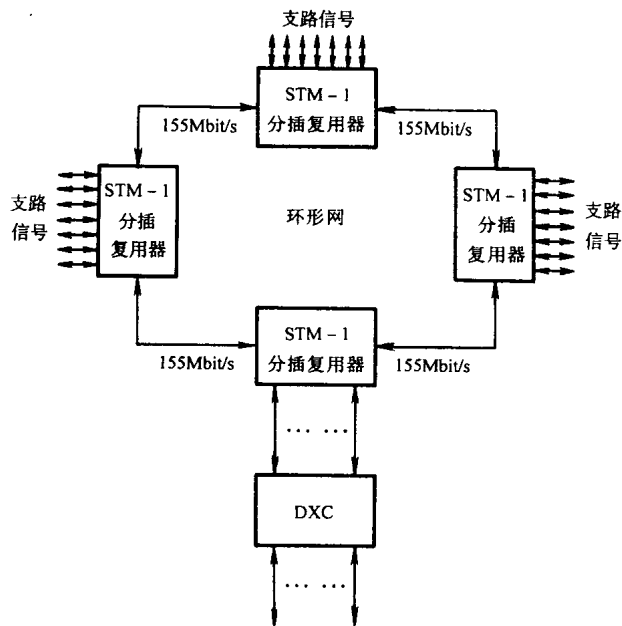 支路信号
STM-1
分插复用器
155Mbit/s
155Mbit/s
STM-1
分插
复用器
支路
信号
环形网
STM-1
分插
复用器
支路
信号
STM-1
分插复用器
155Mbit/s
155Mbit/s
... ...
DXC
... ...